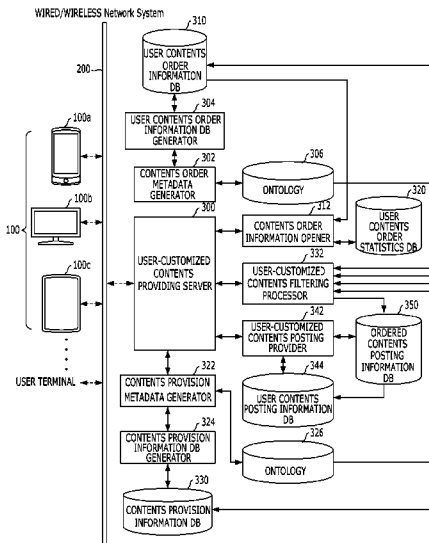 WIRED/WIRELESS Network System
310
200
USER CONTENTS
ORDER
INFORMATION
DB
100a
304
USER CONTENTS ORDER
INFORMATION DB
GENERATOR
302
306
CONTENTS ORDER
METADATA
GENERATOR
ONTOLOGY
320
100b
300
312
CONTENTS ORDER
INFORMATION OPENER
USER
CONTENTS
ORDER
STATISTICS DB
100
332
USER-CUSTOMIZED
CONTENTS
PROVIDING SERVER
USER-CUSTOMIZED
CONTENTS FILTERING
PROCESSOR
100c
342
350
USER-CUSTOMIZED
CONTENTS POSTING
PROVIDER
ORDERED
CONTENTS
POSTING
INFORMATION
DB
322
344
USER TERMINAL
CONTENTS PROVISION
METADATA GENERATOR
USER CONTENTS
POSTING INFORMATION
DB
324
CONTENTS PROVISION
INFORMATION DB
GENERATOR
326
ONTOLOGY
330
CONTENTS PROVISION
INFORMATION DB